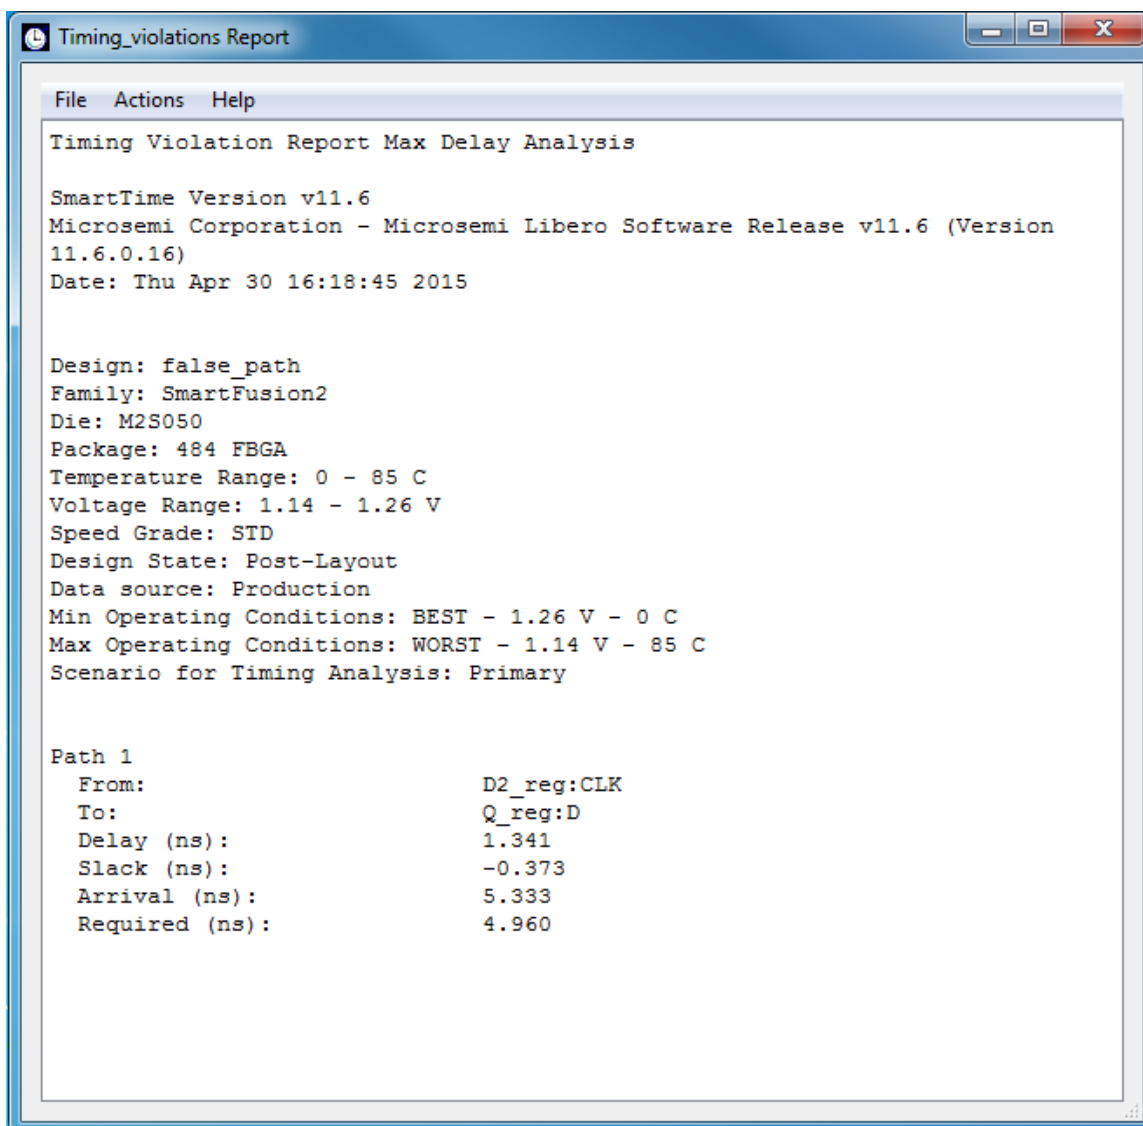 Timing_violations Report
File Actions Help
Timing Violation Report Max Delay Analysis
SmartTime Version v11.6
Microsemi Corporation - Microsemi Libero Software Release v11.6 (Version
11.6.0.16)
Date: Thu Apr 30 16:18:45 2015
Design: false_path
Family: SmartFusion2
Die: M2S050
Package: 484 FBGA
Temperature Range: 0 - 85 C
Voltage Range: 1.14 - 1.26 V
Speed Grade: STD
Design State: Post-Layout
Data source: Production
Min Operating Conditions: BEST - 1.26 V - 0 C
Max Operating Conditions: WORST - 1.14 V - 85 C
Scenario for Timing Analysis: Primary
Path 1
From: D2_reg:CLK
To: Q_reg:D
Delay (ns): 1.341
Slack (ns): -0.373
Arrival (ns): 5.333
Required (ns): 4.960